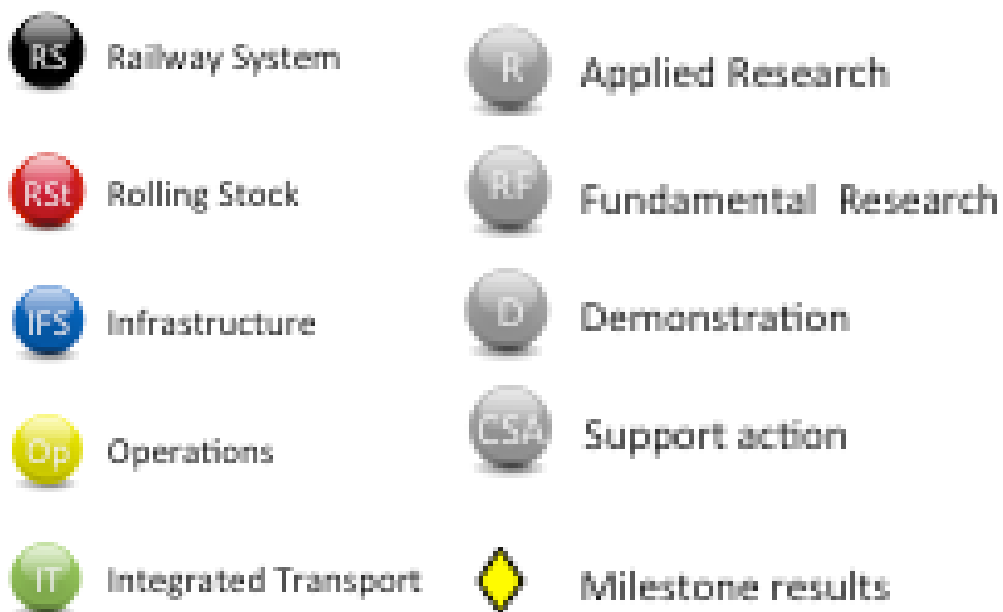 RS Railway System
RSt Rolling Stock
IFS Infrastructure
Op Operations
IT Integrated Transport
R Applied Research
RF Fundamental Research
D Demonstration
CSA Support action
Milestone results